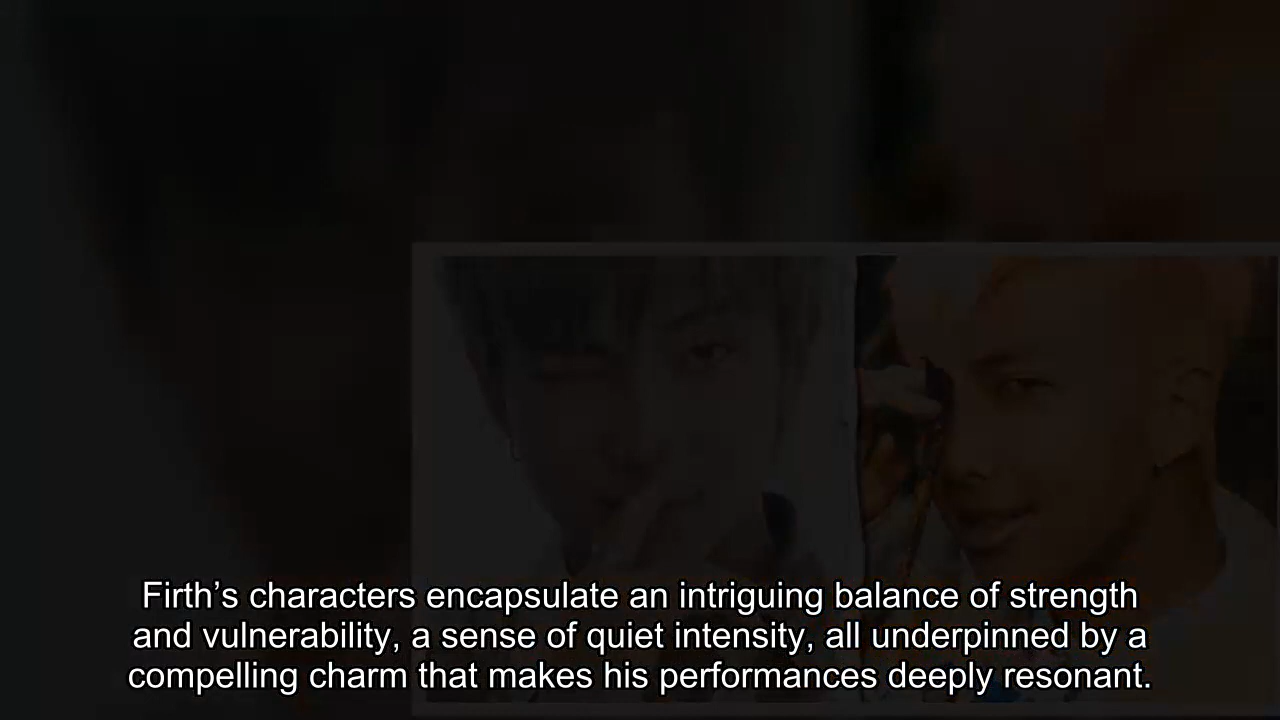 Firth’s characters encapsulate an intriguing balance of strength
and vulnerability, a sense of quiet intensity, all underpinned by a
compelling charm that makes his performances deeply resonant.